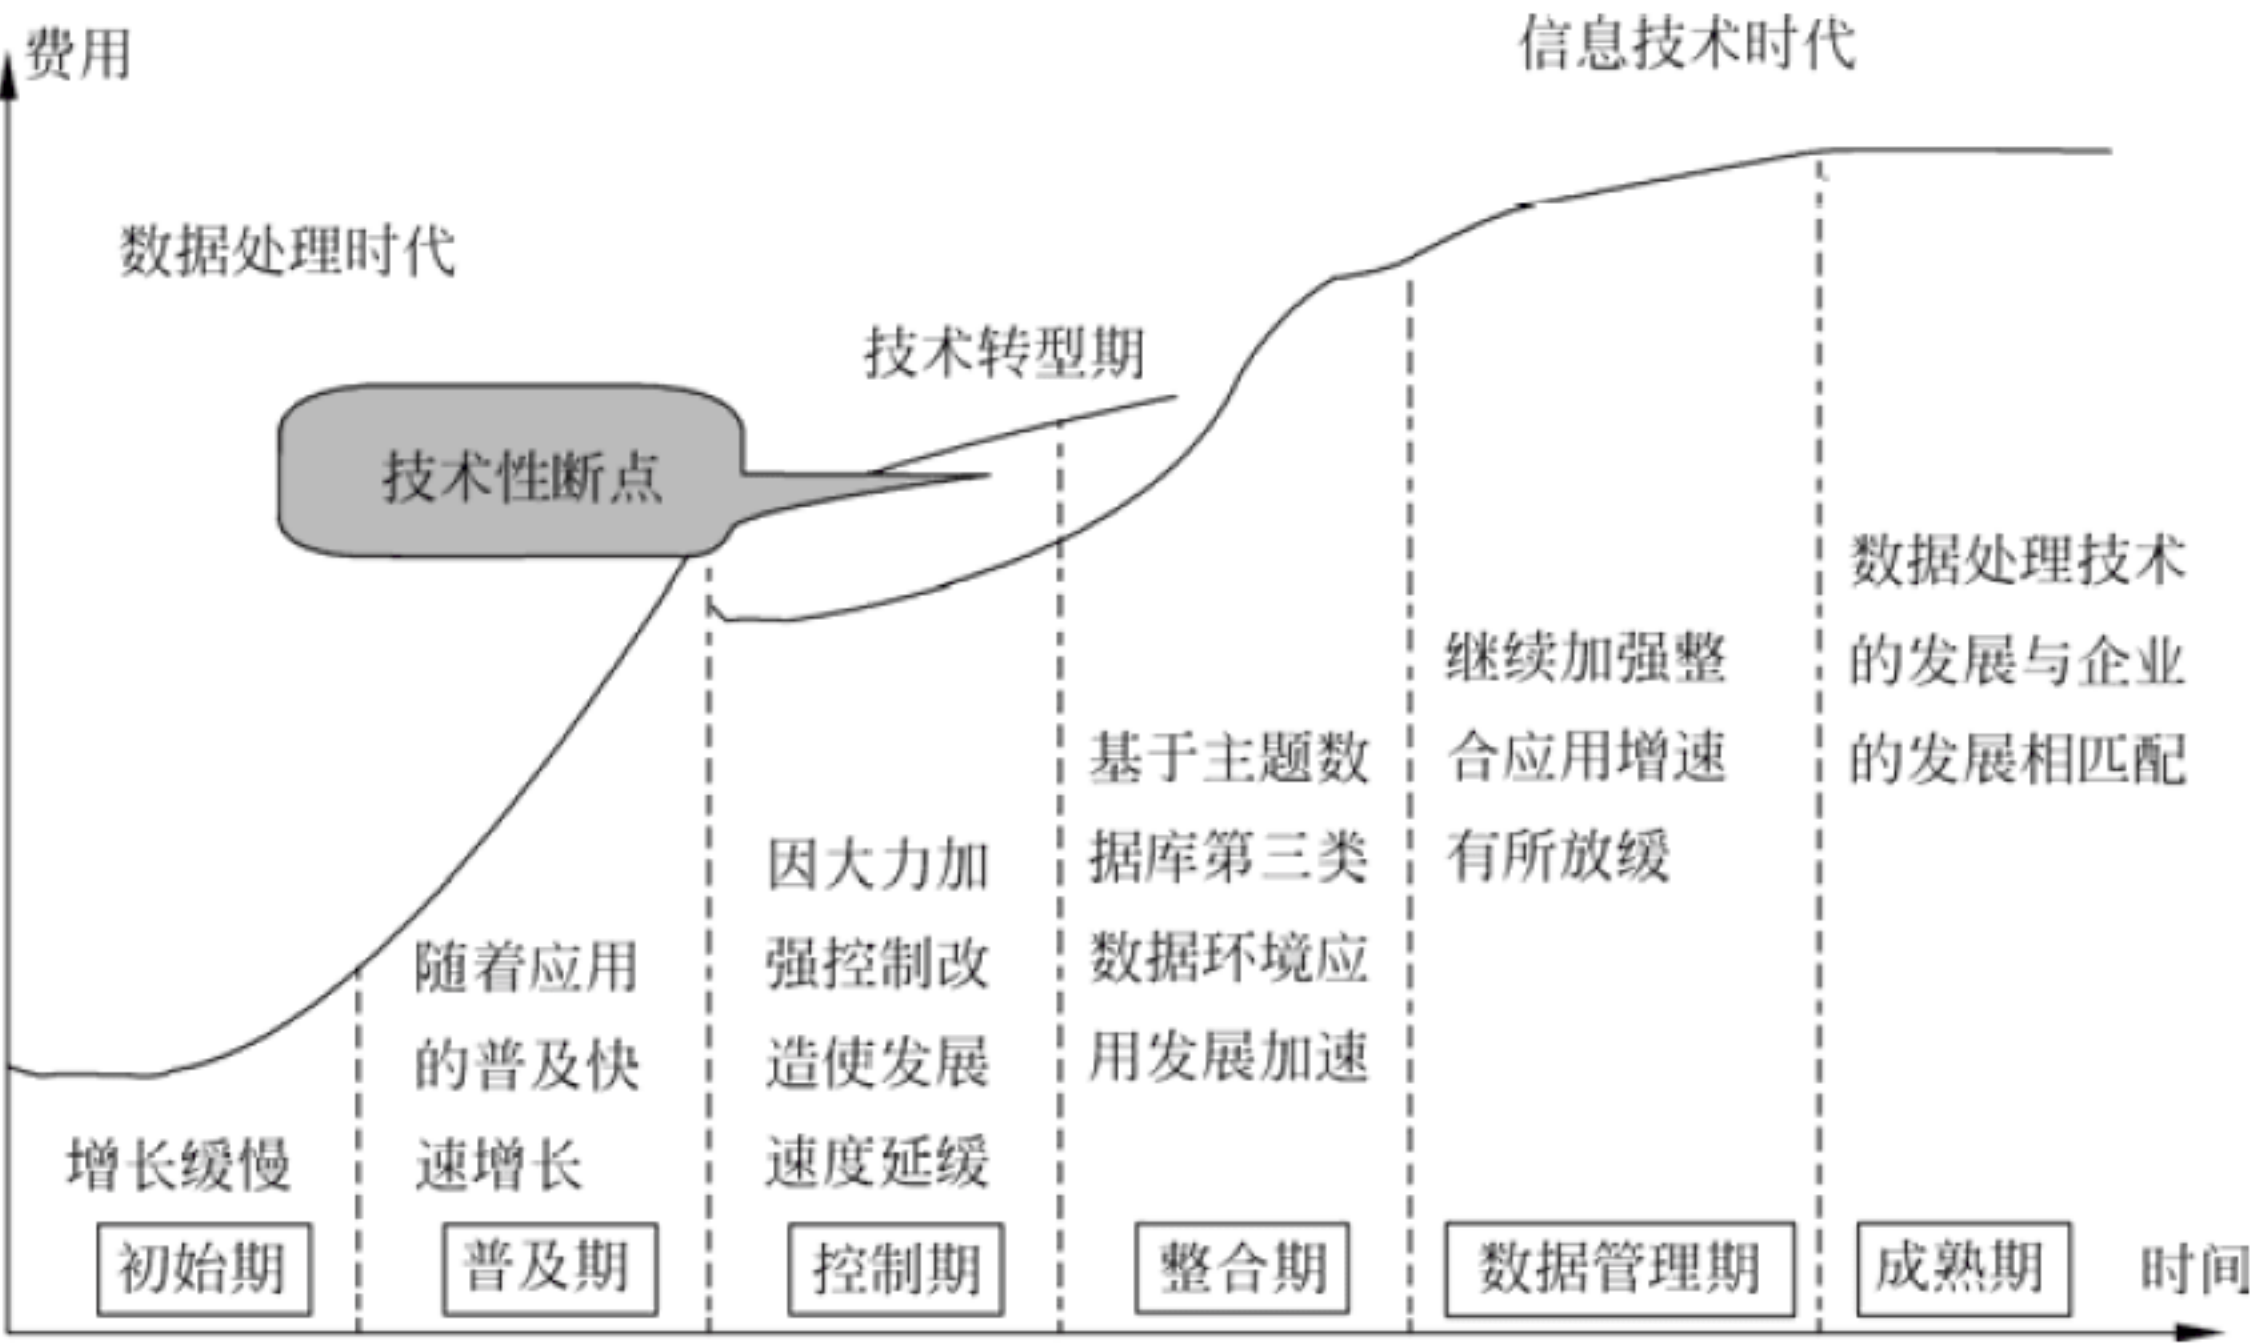 费用
信息技术时代
数据处理时代
技术转型期
技术性断点
增长缓慢
随着应用
的普及快
速增长
因大力加
强控制改
造使发展
速度延缓
基于主题数
据库第三类
数据环境应
用发展加速
继续加强整
合应用增速
有所放缓
数据处理技术
的发展与企业
的发展相匹配
初始期
普及期
控制期
整合期
数据管理期
成熟期
时间